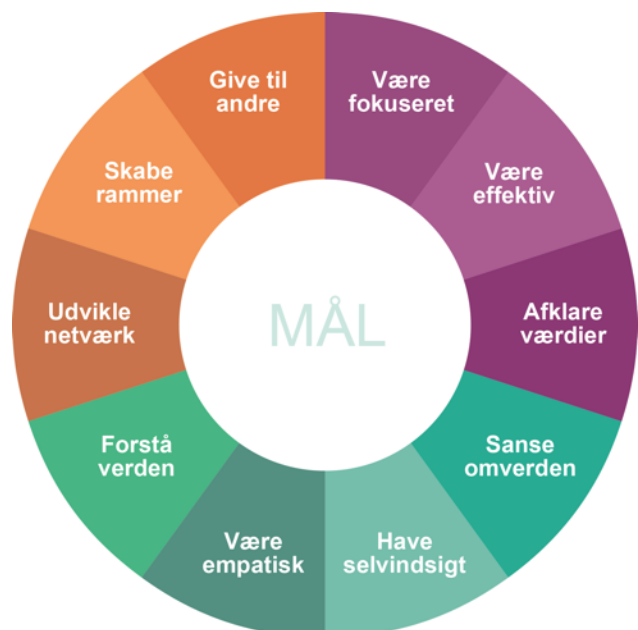 Give til
andre
Være
fokuseret
Være
effektiv
Afklare
værdier
Sanse
omverden
Have
selvindsigt
Være
empatisk
Forstå
verden
Udvikle
netværk
Skabe
rammer
MÅL